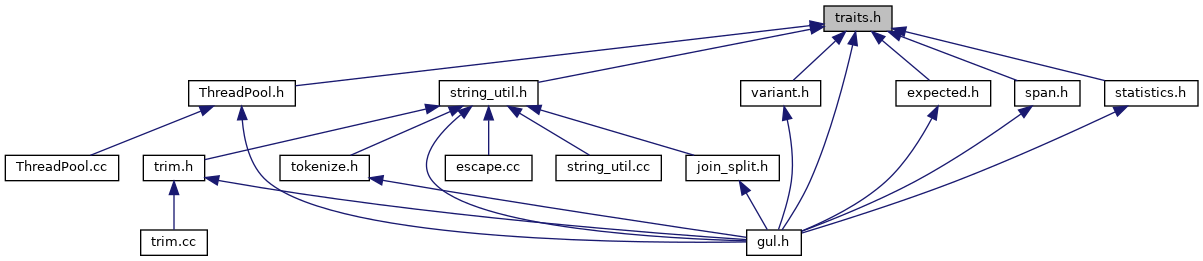 traits.h
ThreadPool.h
string_util.h
variant.h
expected.h
span.h
statistics.h
ThreadPool.cc
trim.h
tokenize.h
escape.cc
string_util.cc
join_split.h
trim.cc
gul.h